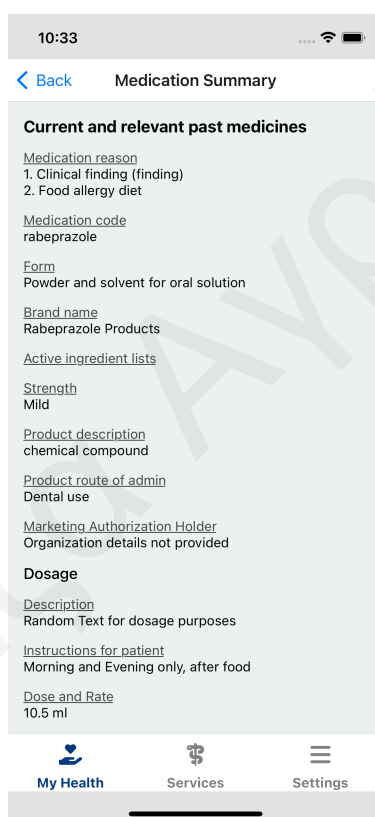 10:33
Back
Medication Summary
Current and relevant past medicines
Medication reason
1. Clinical finding (finding)
2. Food allergy diet
Medication code
rabeprazole
Form
Powder and solvent for oral solution
Brand name
Rabeprazole Products
Active ingredient lists
Strength
Mild
Product description
chemical compound
Product route of admin
Dental use
Marketing Authorization Holder
Organization details not provided
Dosage
Description
Random Text for dosage purposes
Instructions for patient
Morning and Evening only, after food
Dose and Rate
10.5 ml
My Health
Services
Settings